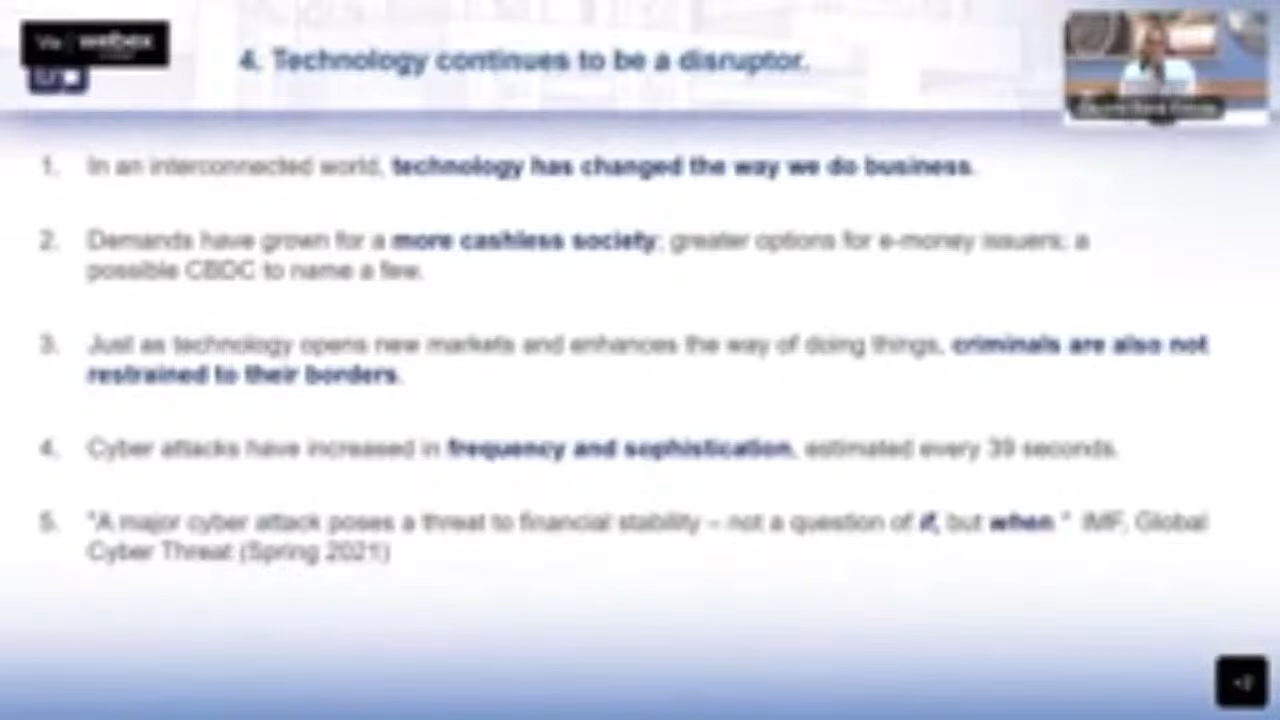 Via webex
4. Technology continues to be a disruptor.
1. In an interconnected world, technology has changed the way we do business.
2. Demands have grown for a more cashless society; greater options for e-money issuers; a
possible CBDC to name a few.
3. Just as technology opens new markets and enhances the way of doing things, criminals are also not
restrained to their borders.
4. Cyber attacks have increased in frequency and sophistication, estimated every 39 seconds.
5. "A major cyber attack poses a threat to financial stability – not a question of if, but when " IMF, Global
Cyber Threat (Spring 2021)